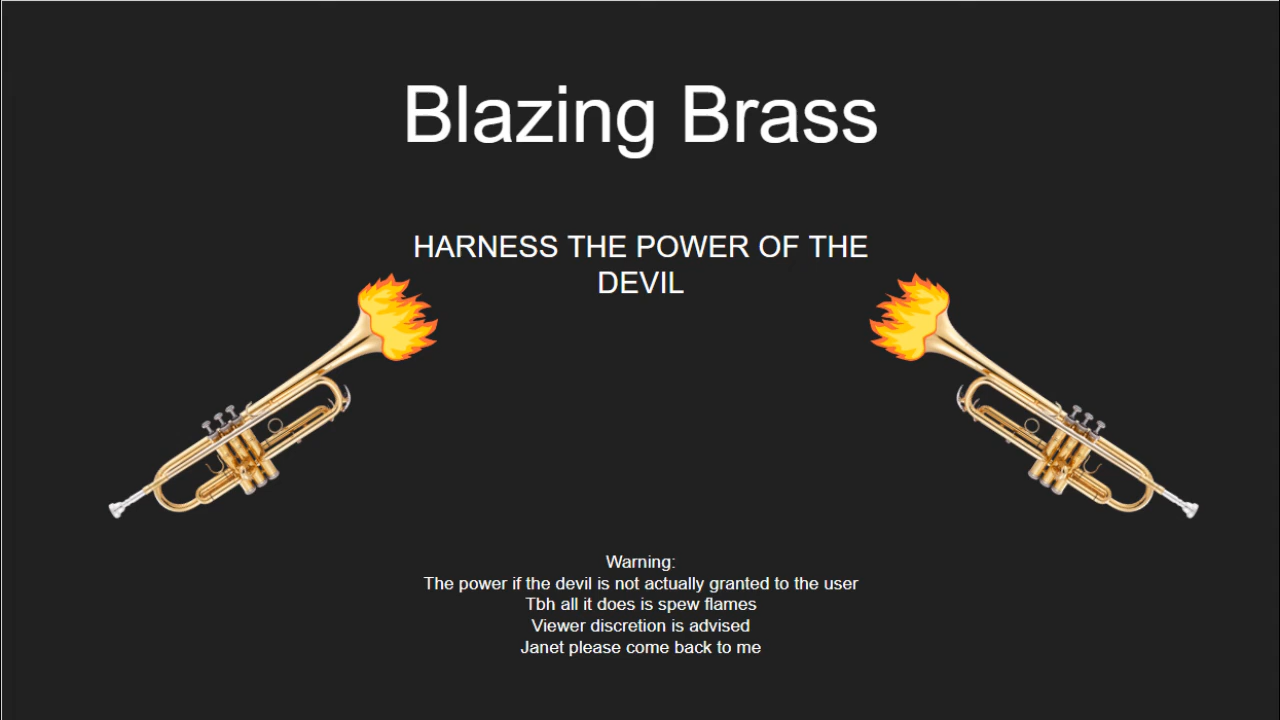 Blazing Brass
HARNESS THE POWER OF THE
DEVIL
Warning:
The power if the devil is not actually granted to the user
Tbh all it does is spew flames
Viewer discretion is advised
Janet please come back to me